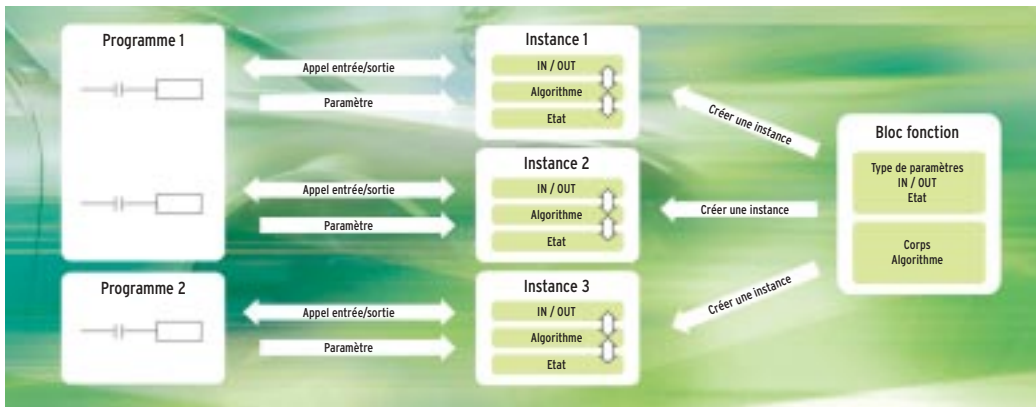 Programme 1
Appel entrée/sortie
Paramètre
Appel entrée/sortie
Paramètre
Programme 2
Appel entrée/sortie
Paramètre
Instance 1
IN / OUT
Algorithme
Etat
Instance 2
IN / OUT
Algorithme
Etat
Instance 3
IN / OUT
Algorithme
Etat
Créer une instance
Créer une instance
Créer une instance
Bloc fonction
Type de paramètres
IN / OUT
Etat
Corps
Algorithme